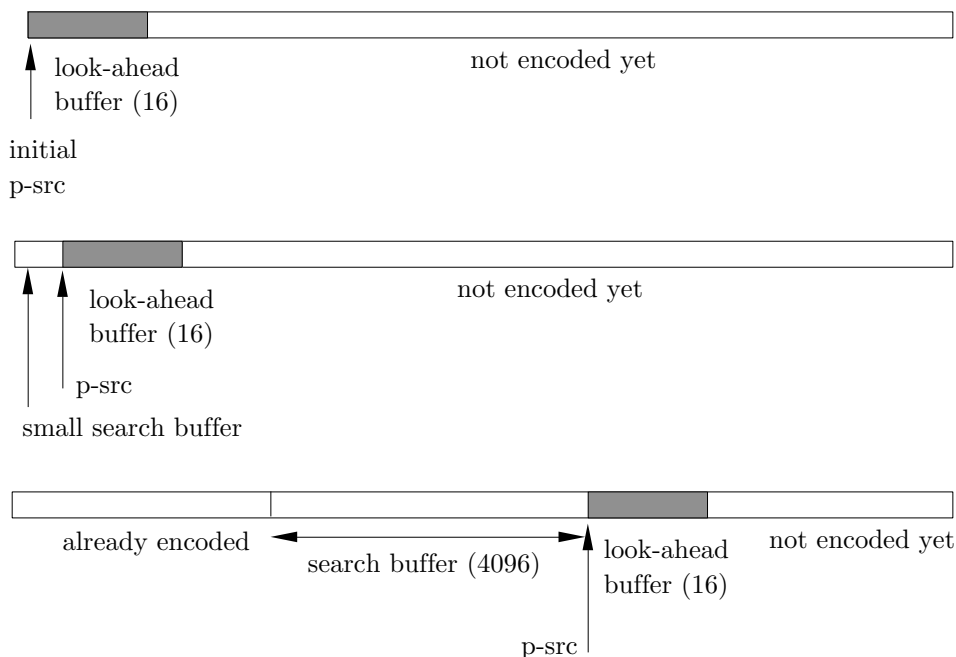 look-ahead
buffer (16)
not encoded yet
initial
p-src
look-ahead
buffer (16)
not encoded yet
p-src
small search buffer
already encoded
search buffer (4096)
look-ahead
buffer (16)
not encoded yet
p-src